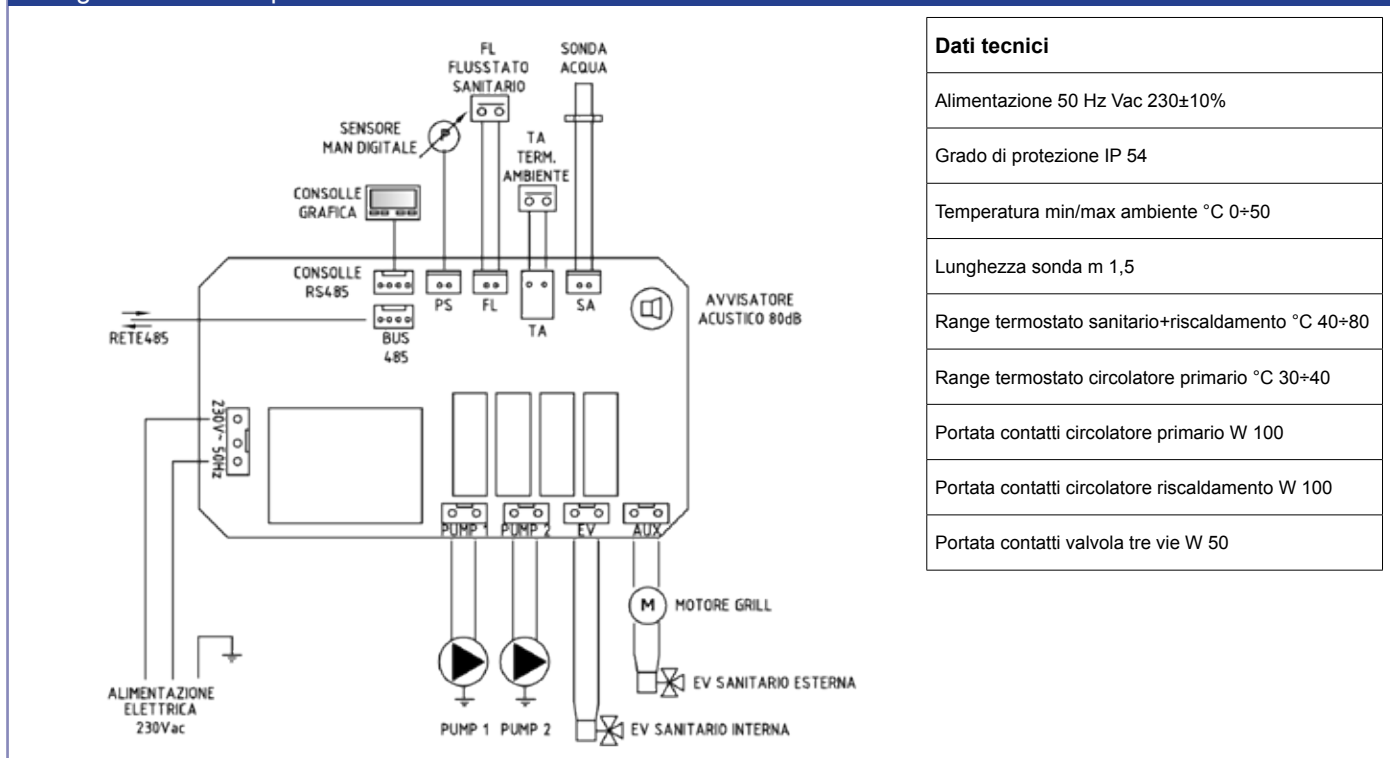 FL
FLUSSTATO
SANITARIO
SONDA
ACQUA
SENSORE
MAN DIGITALE
P
TA
TERM.
AMBIENTE
CONSOLLE
GRAFICA
CONSOLLE
RS485
PS
FL
TA
SA
AVVISATORE
ACUSTICO 80dB
RETE485
BUS
485
230V~ 50Hz
PUMP 1
PUMP 2
EV
AUX
M
MOTORE GRILL
EV SANITARIO ESTERNA
ALIMENTAZIONE
ELETTRICA
230Vac
PUMP 1
PUMP 2
EV SANITARIO INTERNA
Dati tecnici
Alimentazione 50 Hz Vac 230±10%
Grado di protezione IP 54
Temperatura min/max ambiente °C 0÷50
Lunghezza sonda m 1,5
Range termostato sanitario+riscaldamento °C 40÷80
Range termostato circolatore primario °C 30÷40
Portata contatti circolatore primario W 100
Portata contatti circolatore riscaldamento W 100
Portata contatti valvola tre vie W 50